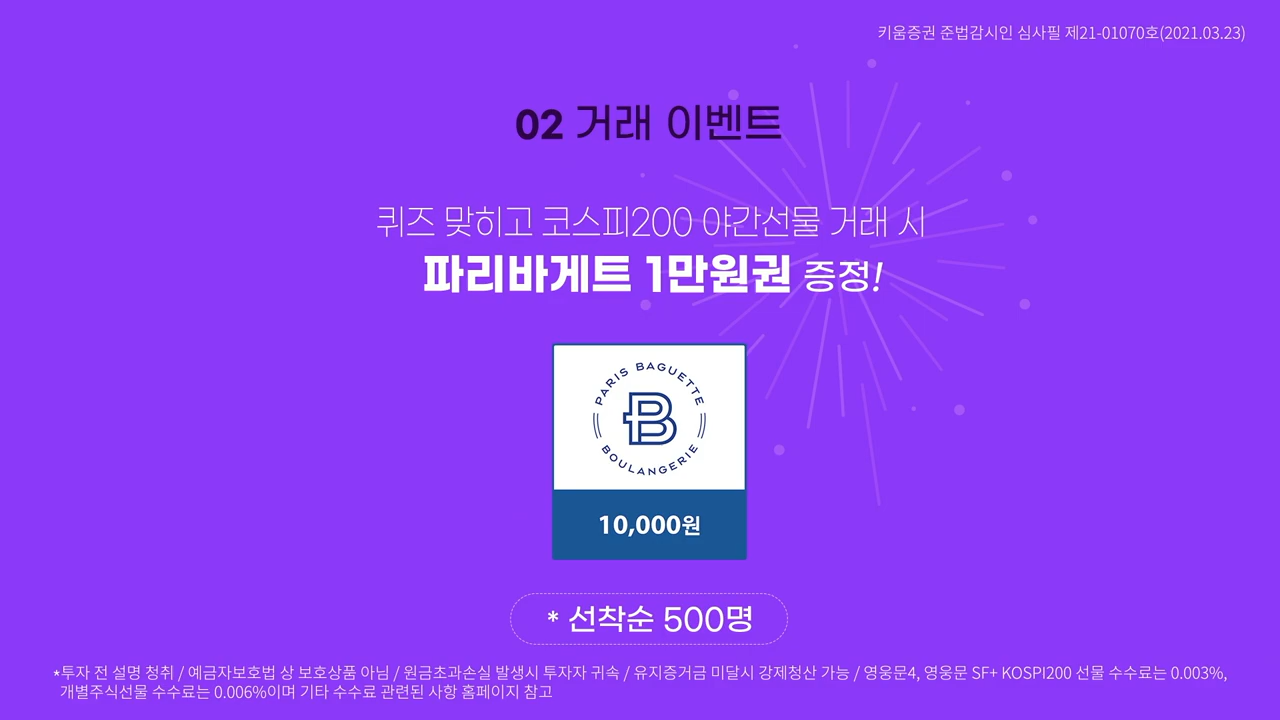 키움증권 준법감시인 심사필 제21-01070호(2021.03.23)
02 거래 이벤트
퀴즈 맞히고 코스피200 야간선물 거래 시
파리바게트 1만원권 증정!
PARIS BAGUETTE
B
BOULANGERIE
10,000원
* 선착순 500명
*투자 전 설명 청취 / 예금자보호법 상 보호상품 아님 / 원금초과손실 발생시 투자자 귀속 / 유지증거금 미달시 강제청산 가능 / 영웅문4, 영웅문 SF+ KOSPI200 선물 수수료는 0.003%,
개별주식선물 수수료는 0.006%이며 기타 수수료 관련된 사항 홈페이지 참고